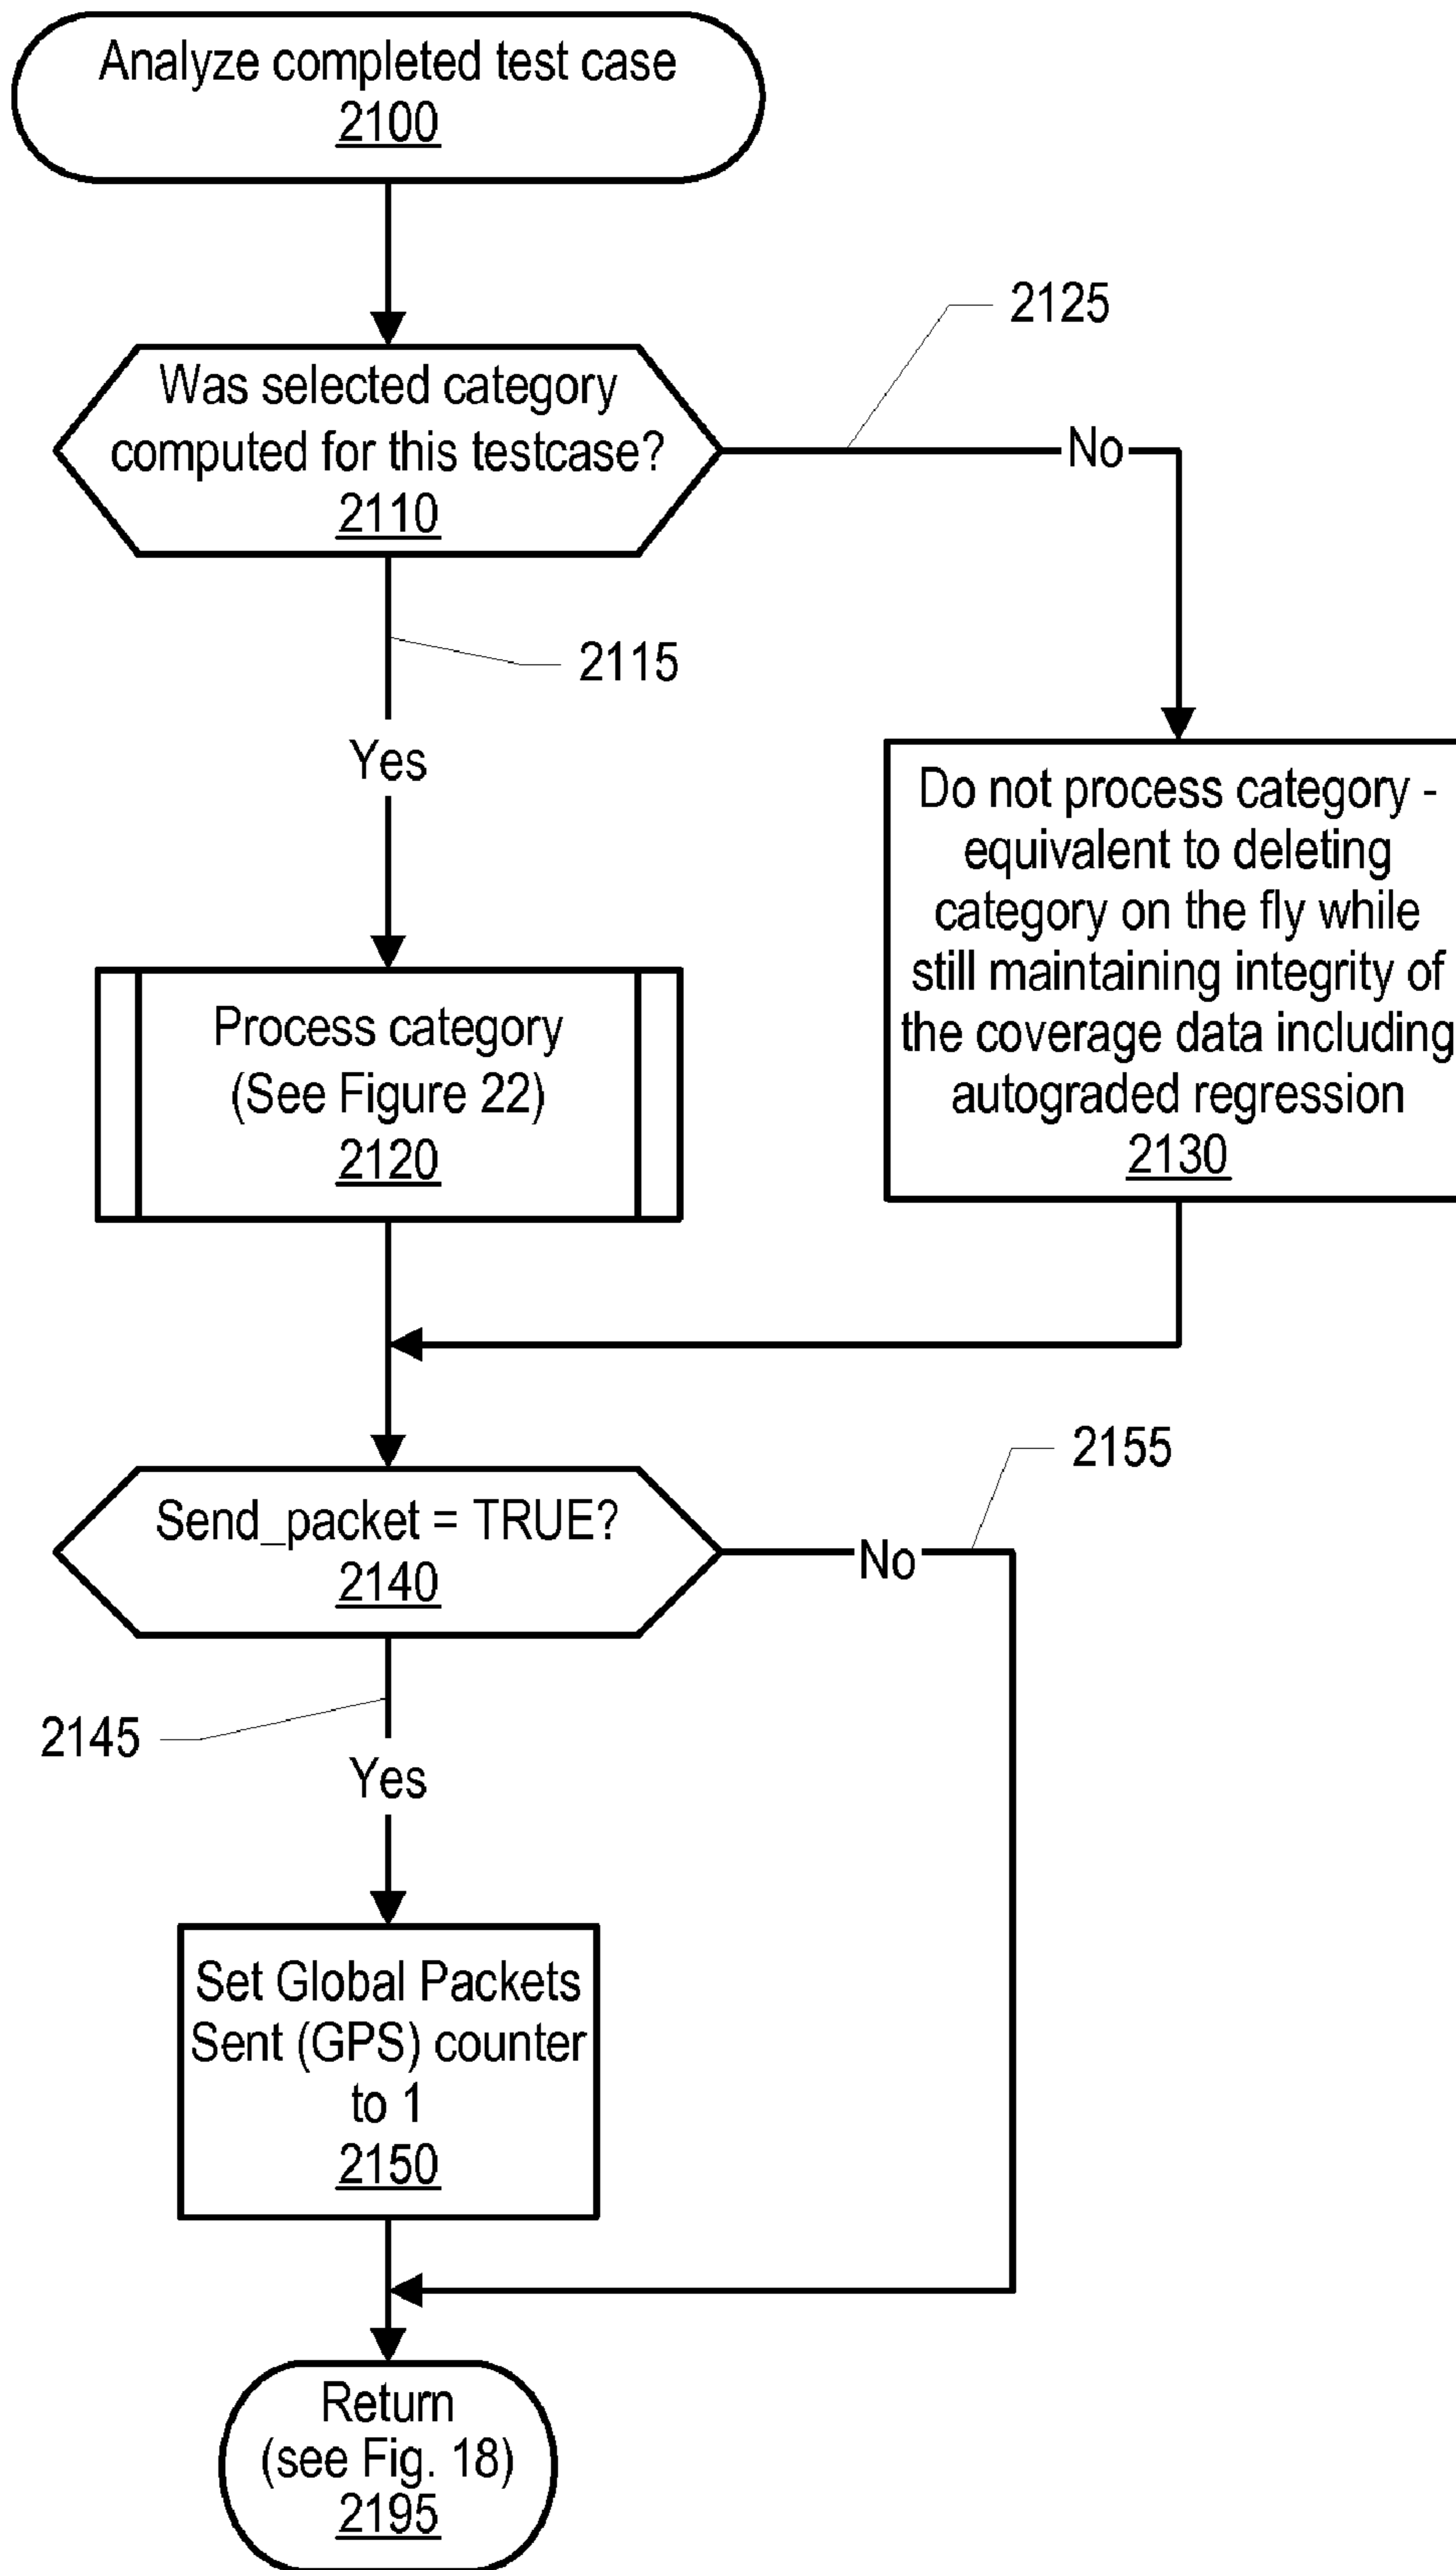 Analyze completed test case
2100
2125
Was selected category
computed for this testcase?
2110
No
2115
Yes
Do not process category -
equivalent to deleting
category on the fly while
still maintaining integrity of
the coverage data including
autograded regression
2130
Process category
(See Figure 22)
2120
2155
Send_packet = TRUE?
2140
No
2145
Yes
Set Global Packets
Sent (GPS) counter
to 1
2150
Return
(see Fig. 18)
2195